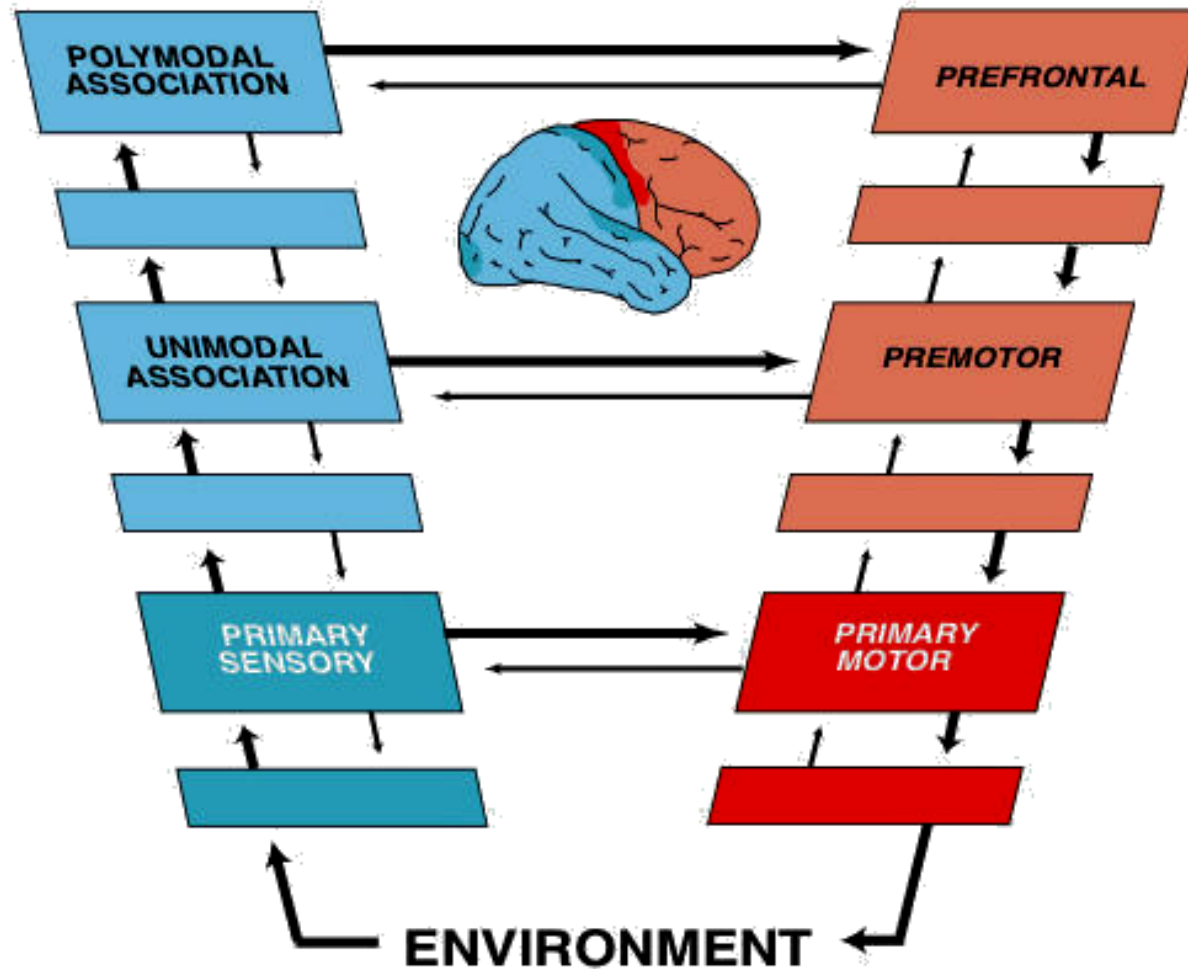 POLYMODAL
ASSOCIATION
PREFRONTAL
UNIMODAL
ASSOCIATION
PREMOTOR
PRIMARY
SENSORY
PRIMARY
MOTOR
ENVIRONMENT